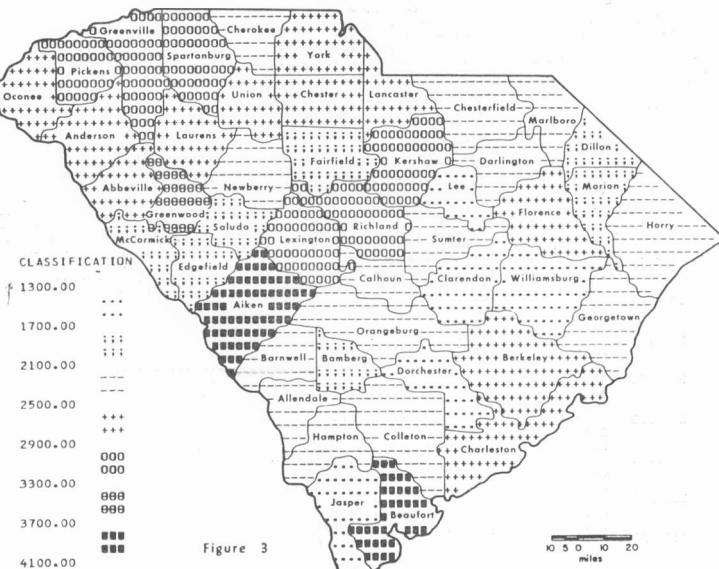 Greenville
Cherokee
Spartanburg
York
Pickens
Oconee
Union
Chester
Lancaster
Chesterfield
Marlboro
Anderson
Laurens
Dillon
Fairfield
Kershaw
Darlington
Abbeville
Newberry
Lee
Marion
Greenwood
Saluda
Florence
McCormick
Lexington
Richland
Sumter
Horry
Edgefield
Aiken
Calhoun
Clarendon
Williamsburg
Georgetown
Orangeburg
Barnwell
Bamberg
Dorchester
Berkeley
Allendale
Hampton
Colleton
Charleston
Jasper
Beaufort
CLASSIFICATION
1300.00
1700.00
2100.00
2500.00
2900.00
3300.00
3700.00
4100.00
Figure 3
10 5 0 10 20
miles